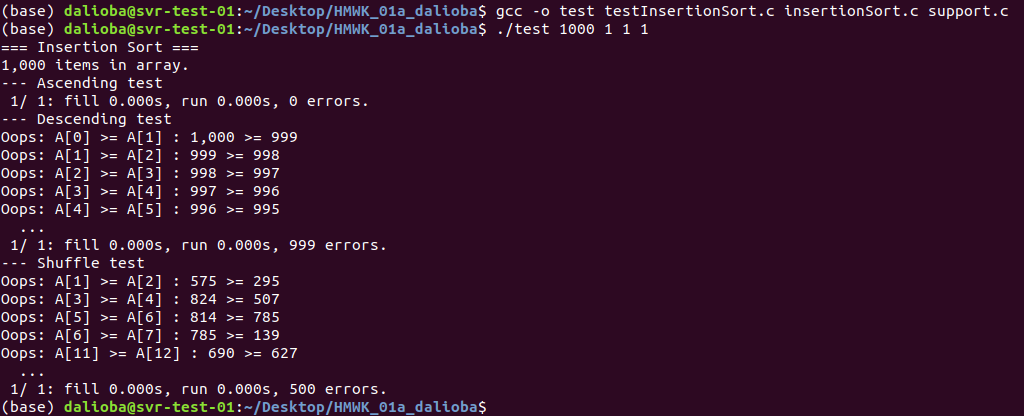 (base) dalioba@svr-test-01:~/Desktop/HMWK_01a_dalioba$ gcc -o test testInsertionSort.c insertionSort.c support.c
(base) dalioba@svr-test-01:~/Desktop/HMWK_01a_dalioba$ ./test 1000 1 1 1
=== Insertion Sort ===
1,000 items in array.
--- Ascending test
 1/ 1: fill 0.000s, run 0.000s, 0 errors.
--- Descending test
Oops: A[0] >= A[1] : 1,000 >= 999
Oops: A[1] >= A[2] : 999 >= 998
Oops: A[2] >= A[3] : 998 >= 997
Oops: A[3] >= A[4] : 997 >= 996
Oops: A[4] >= A[5] : 996 >= 995
  ...
 1/ 1: fill 0.000s, run 0.000s, 999 errors.
--- Shuffle test
Oops: A[1] >= A[2] : 575 >= 295
Oops: A[3] >= A[4] : 824 >= 507
Oops: A[5] >= A[6] : 814 >= 785
Oops: A[6] >= A[7] : 785 >= 139
Oops: A[11] >= A[12] : 690 >= 627
  ...
 1/ 1: fill 0.000s, run 0.000s, 500 errors.
(base) dalioba@svr-test-01:~/Desktop/HMWK_01a_dalioba$